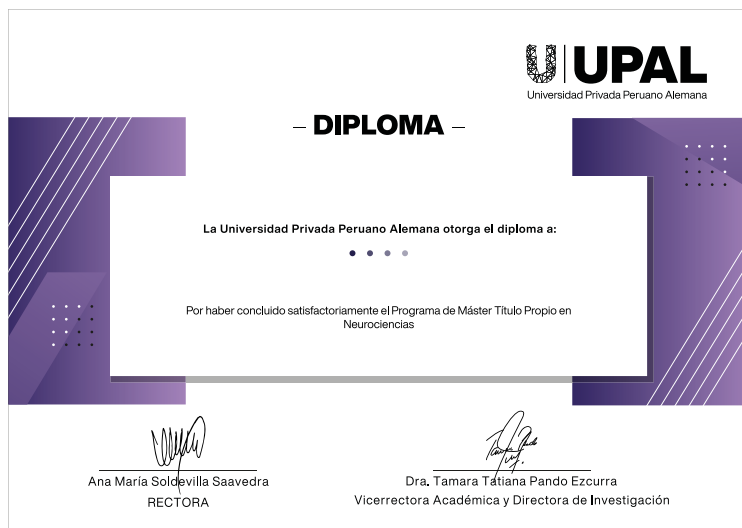 UPAL
Universidad Privada Peruano Alemana
– DIPLOMA –
La Universidad Privada Peruano Alemana otorga el diploma a:
Por haber concluido satisfactoriamente el Programa de Máster Título Propio en
Neurociencias
Ana María Soldevilla Saavedra
RECTORA
Dra. Tamara Tatiana Pando Ezcurra
Vicerrectora Académica y Directora de Investigación